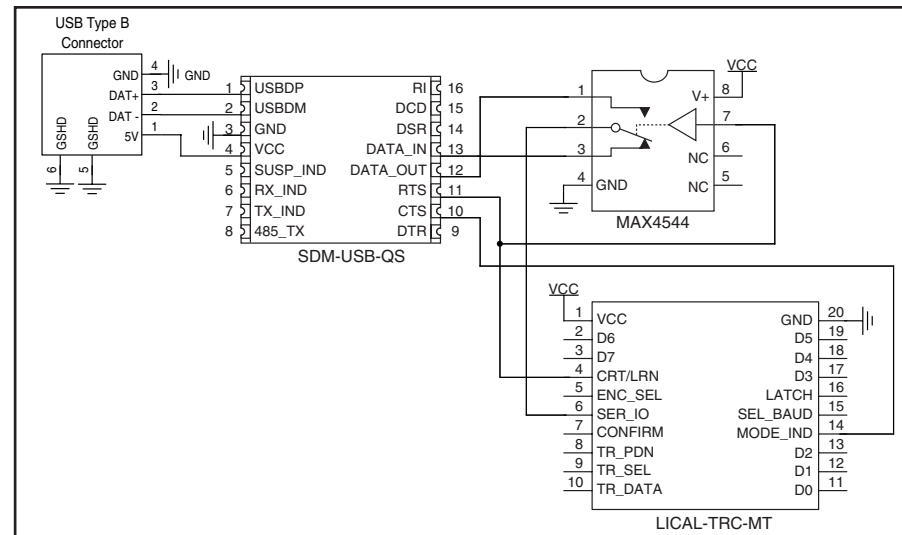 USB Type B
Connector
GND 4 GND
DAT+ 3
DAT - 2
5V 1
GSHD GSHD
6 5
1 USBDP RI 16
2 USBDM DCD 15
3 GND DSR 14
4 VCC DATA_IN 13
5 SUSP_IND DATA_OUT 12
6 RX_IND RTS 11
7 TX_IND CTS 10
8 485_TX DTR 9
SDM-USB-QS
VCC
1 V+ 8
2 7
3 NC 6
4 GND NC 5
MAX4544
VCC
1 VCC GND 20
2 D6 D5 19
3 D7 D4 18
4 CRT/LRN D3 17
5 ENC_SEL LATCH 16
6 SER_IO SEL_BAUD 15
7 CONFIRM MODE_IND 14
8 TR_PDN D2 13
9 TR_SEL D1 12
10 TR_DATA D0 11
LICAL-TRC-MT